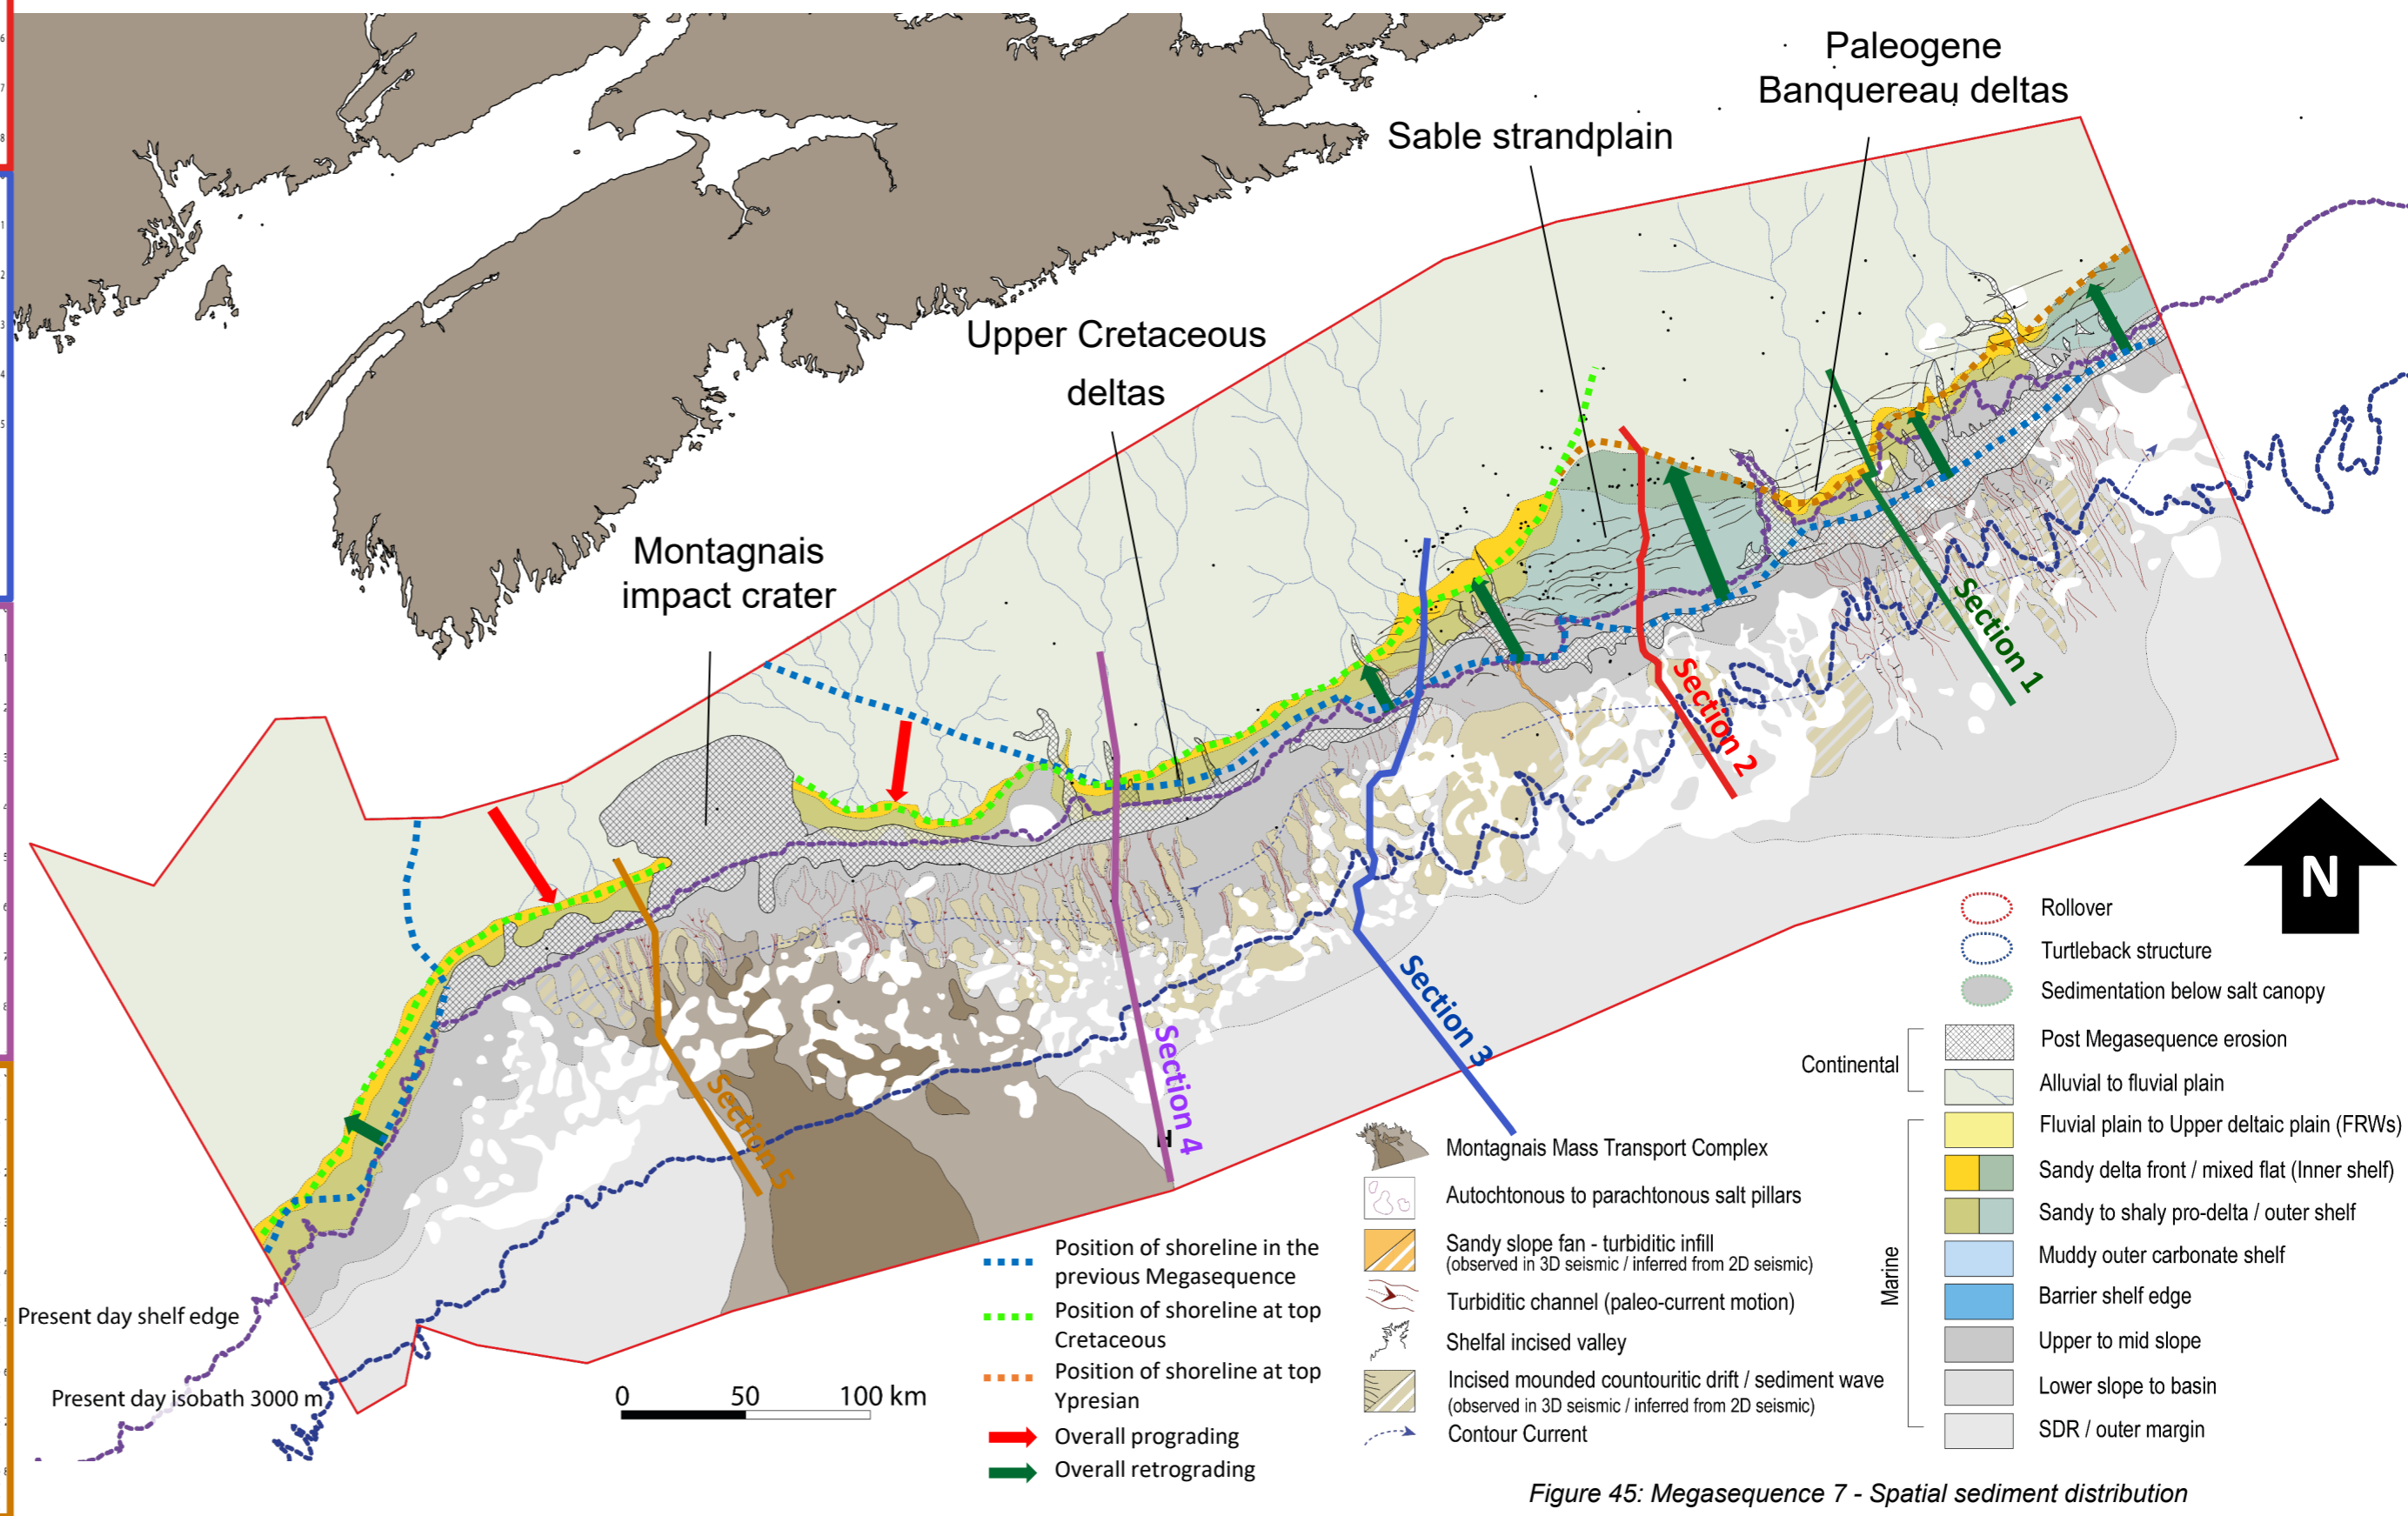 Paleogene
Banquereau deltas
Sable strandplain
Upper Cretaceous
deltas
Montagnais
impact crater
Section 1
Section 2
Section 3
Section 4
Section 5
H
N
Present day shelf edge
Present day isobath 3000 m
0 50 100 km
Position of shoreline in the
previous Megasequence
Position of shoreline at top
Cretaceous
Position of shoreline at top
Ypresian
Overall prograding
Overall retrograding
Montagnais Mass Transport Complex
Autochtonous to parachtonous salt pillars
Sandy slope fan - turbiditic infill
(observed in 3D seismic / inferred from 2D seismic)
Turbiditic channel (paleo-current motion)
Shelfal incised valley
Incised mounded countouritic drift / sediment wave
(observed in 3D seismic / inferred from 2D seismic)
Contour Current
Rollover
Turtleback structure
Sedimentation below salt canopy
Continental
Post Megasequence erosion
Alluvial to fluvial plain
Marine
Fluvial plain to Upper deltaic plain (FRWs)
Sandy delta front / mixed flat (Inner shelf)
Sandy to shaly pro-delta / outer shelf
Muddy outer carbonate shelf
Barrier shelf edge
Upper to mid slope
Lower slope to basin
SDR / outer margin
Figure 45: Megasequence 7 - Spatial sediment distribution